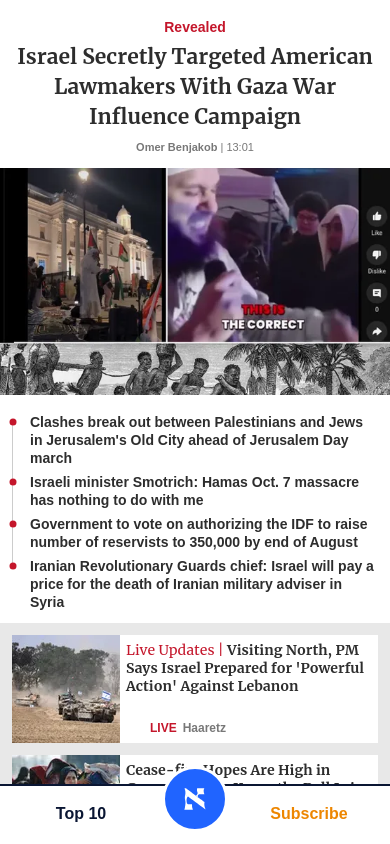 Revealed
Israel Secretly Targeted American
Lawmakers With Gaza War
Influence Campaign
Omer Benjakob | 13:01
Like
Dislike
0
THIS IS
THE CORRECT
Clashes break out between Palestinians and Jews
in Jerusalem's Old City ahead of Jerusalem Day
march
Israeli minister Smotrich: Hamas Oct. 7 massacre
has nothing to do with me
Government to vote on authorizing the IDF to raise
number of reservists to 350,000 by end of August
Iranian Revolutionary Guards chief: Israel will pay a
price for the death of Iranian military adviser in
Syria
Live Updates | Visiting North, PM
Says Israel Prepared for 'Powerful
Action' Against Lebanon
LIVE Haaretz
Hopes Are High in
Top 10
Subscribe